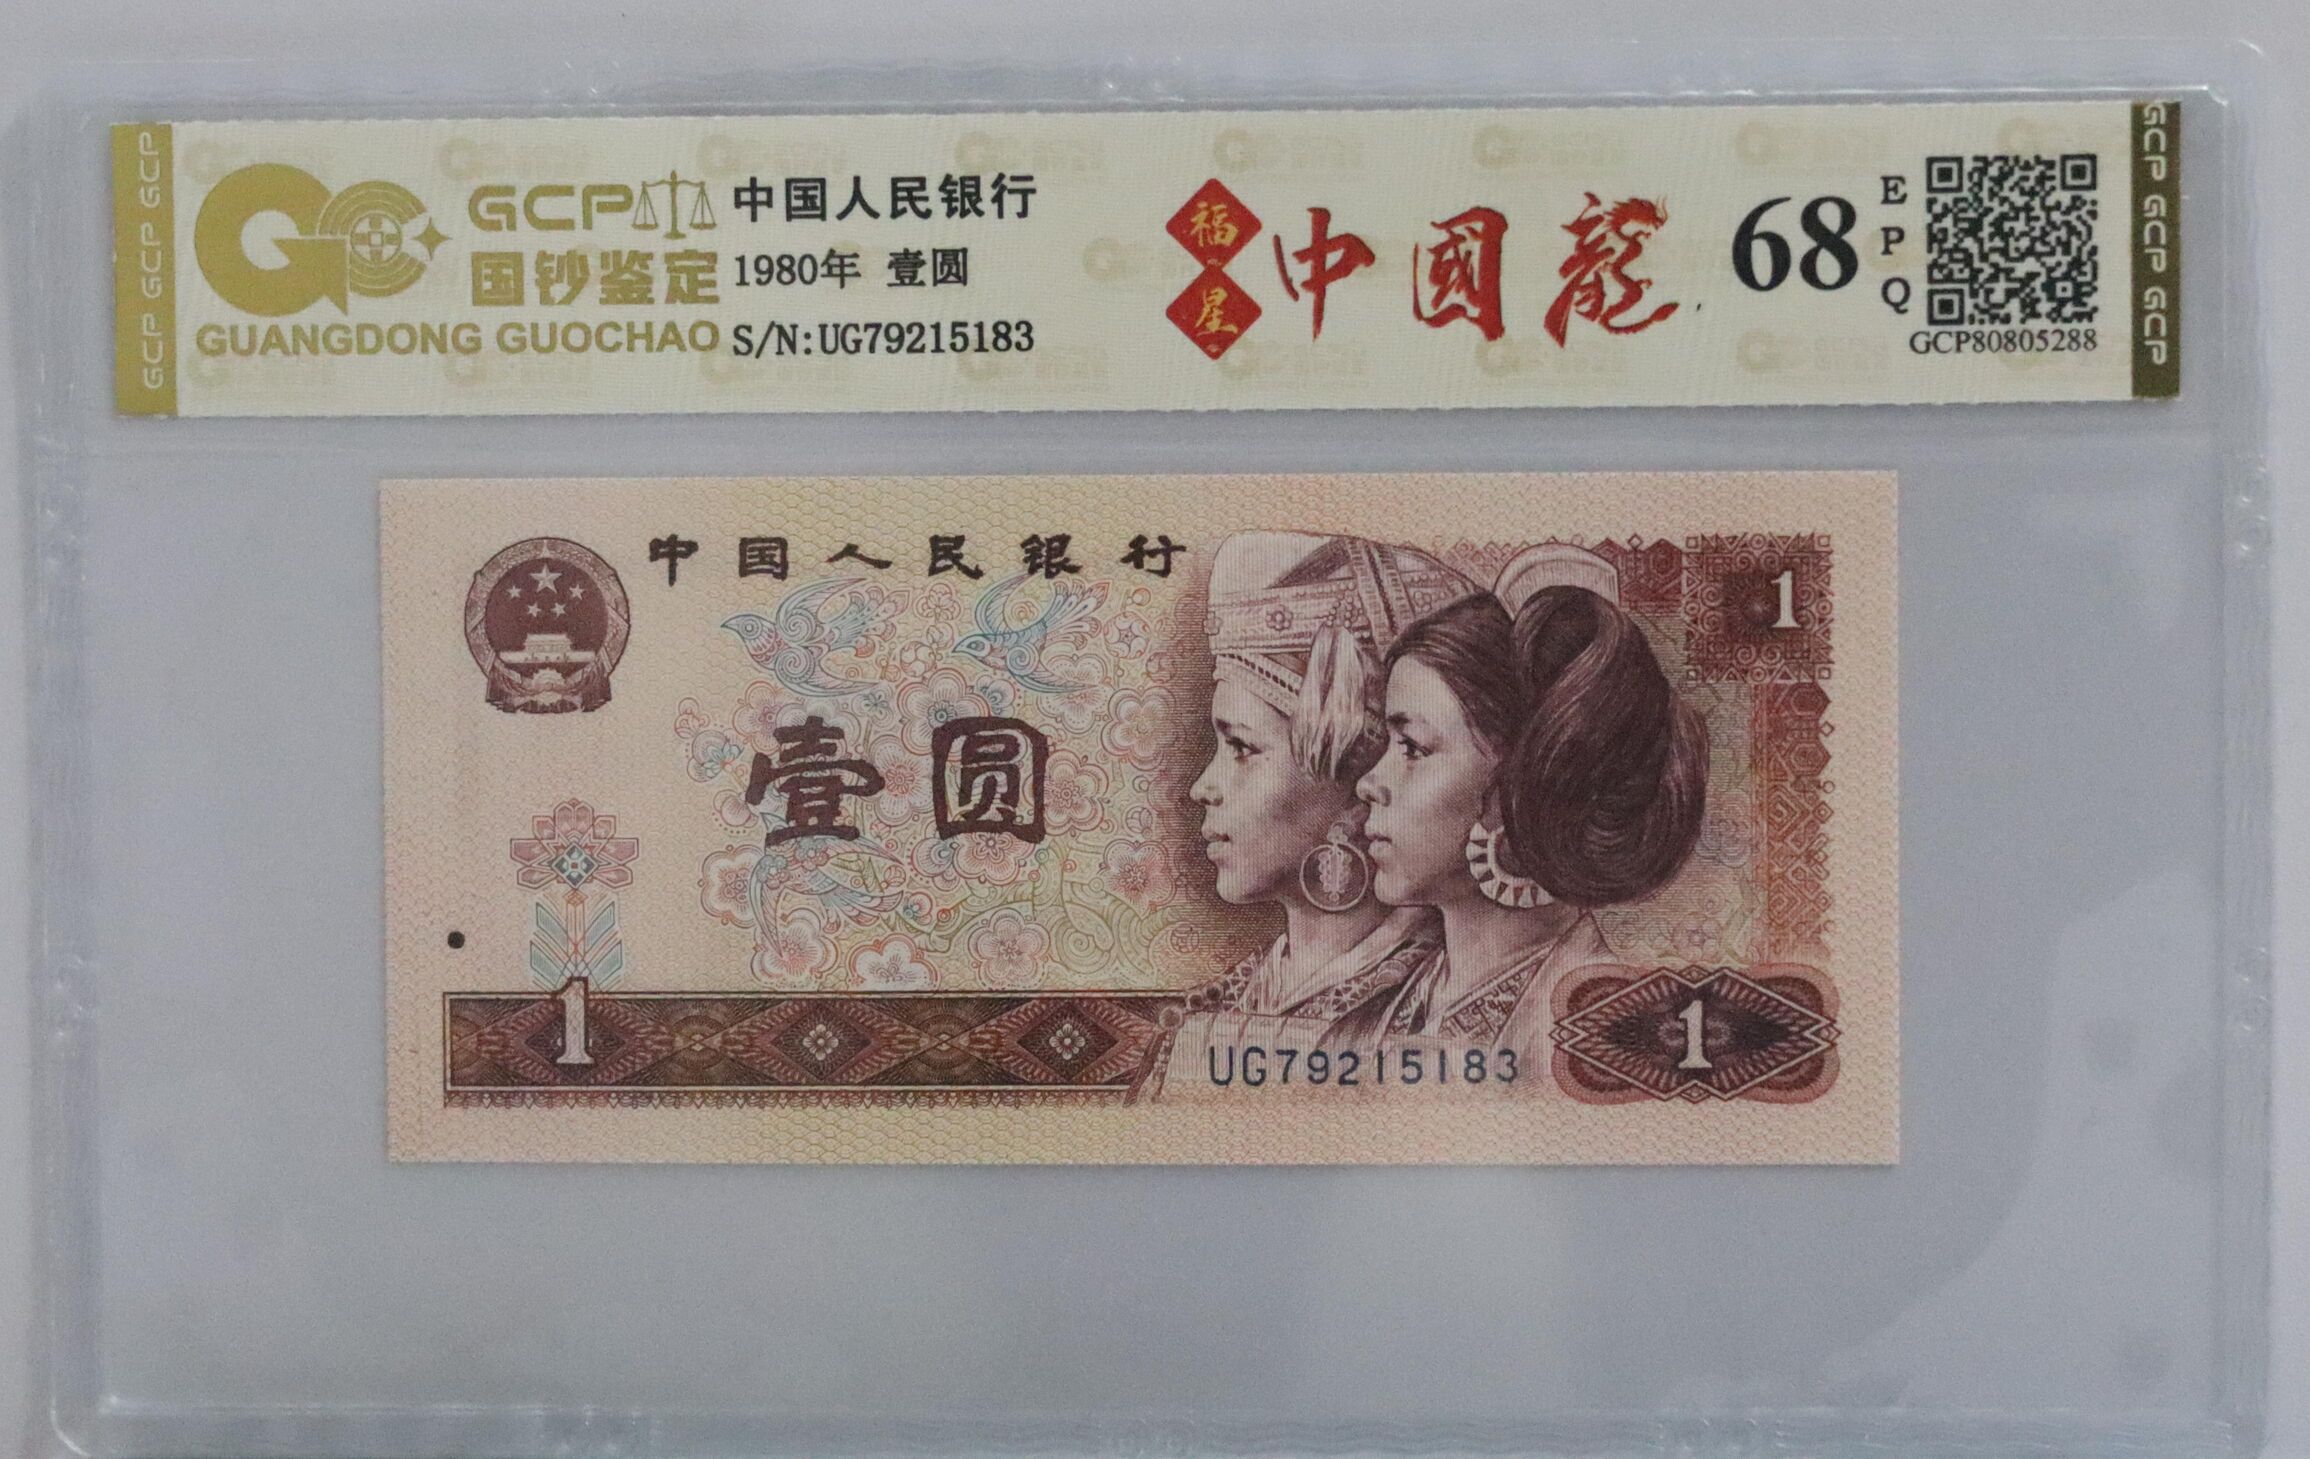 GCP GCP GCP
GCP
国钞鉴定
GUANGDONG GUOCHAO
中国人民银行
1980年 壹圆
S/N:UG79215183
福
星
中國龍
68
E
P
Q
GCP80805288
GCP GCP GCP
中国人民银行
1
壹圆
1
1
UG79215183